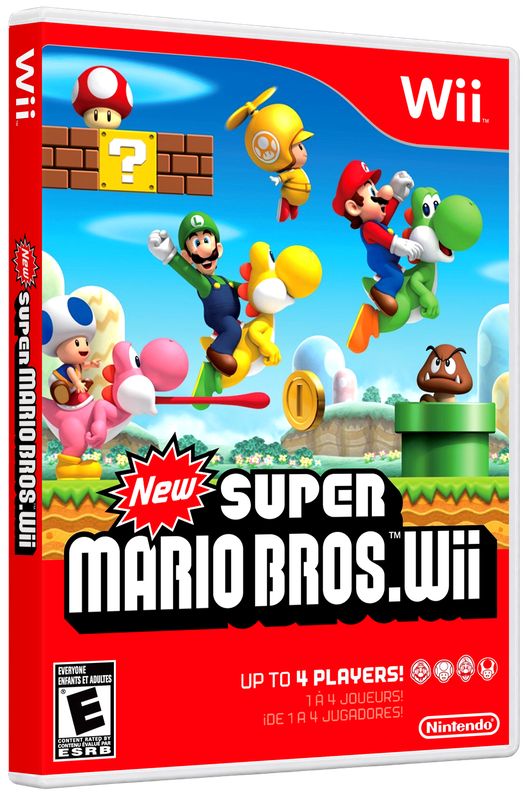 Wii
New SUPER MARIO BROS.Wii
Wii™
?
New SUPER
MARIO BROS.™Wii
UP TO 4 PLAYERS!
1 À 4 JOUEURS!
¡DE 1 A 4 JUGADORES!
Nintendo
EVERYONE
ENFANTS ET ADULTES
E
CONTENT RATED BY
CONTENU ÉVALUÉ PAR
ESRB